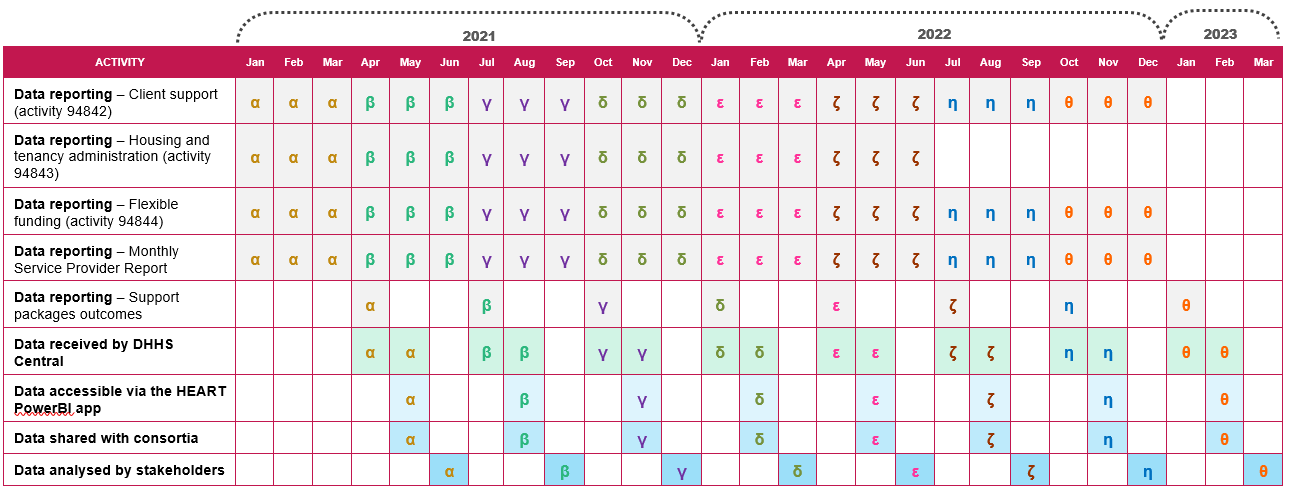 2021 2022 2023
ACTIVITY Jan Feb Mar Apr May Jun Jul Aug Sep Oct Nov Dec Jan Feb Mar Apr May Jun Jul Aug Sep Oct Nov Dec Jan Feb Mar
Data reporting – Client support
(activity 94842)
α α α β β β γ γ γ δ δ δ ε ε ε ζ ζ ζ η η η θ θ θ
Data reporting – Housing and
tenancy administration (activity
94843)
α α α β β β γ γ γ δ δ δ ε ε ε ζ ζ ζ
Data reporting – Flexible
funding (activity 94844)
α α α β β β γ γ γ δ δ δ ε ε ε ζ ζ ζ η η η θ θ θ
Data reporting – Monthly
Service Provider Report
α α α β β β γ γ γ δ δ δ ε ε ε ζ ζ ζ η η η θ θ θ
Data reporting – Support
packages outcomes
α β γ δ ε ζ η θ
Data received by DHHS
Central
α α β β γ γ δ δ ε ε ζ ζ η η θ θ
Data accessible via the HEART
PowerBI app
α β γ δ ε ζ η θ
Data shared with consortia α β γ δ ε ζ η θ
Data analysed by stakeholders α β γ δ ε ζ η θ